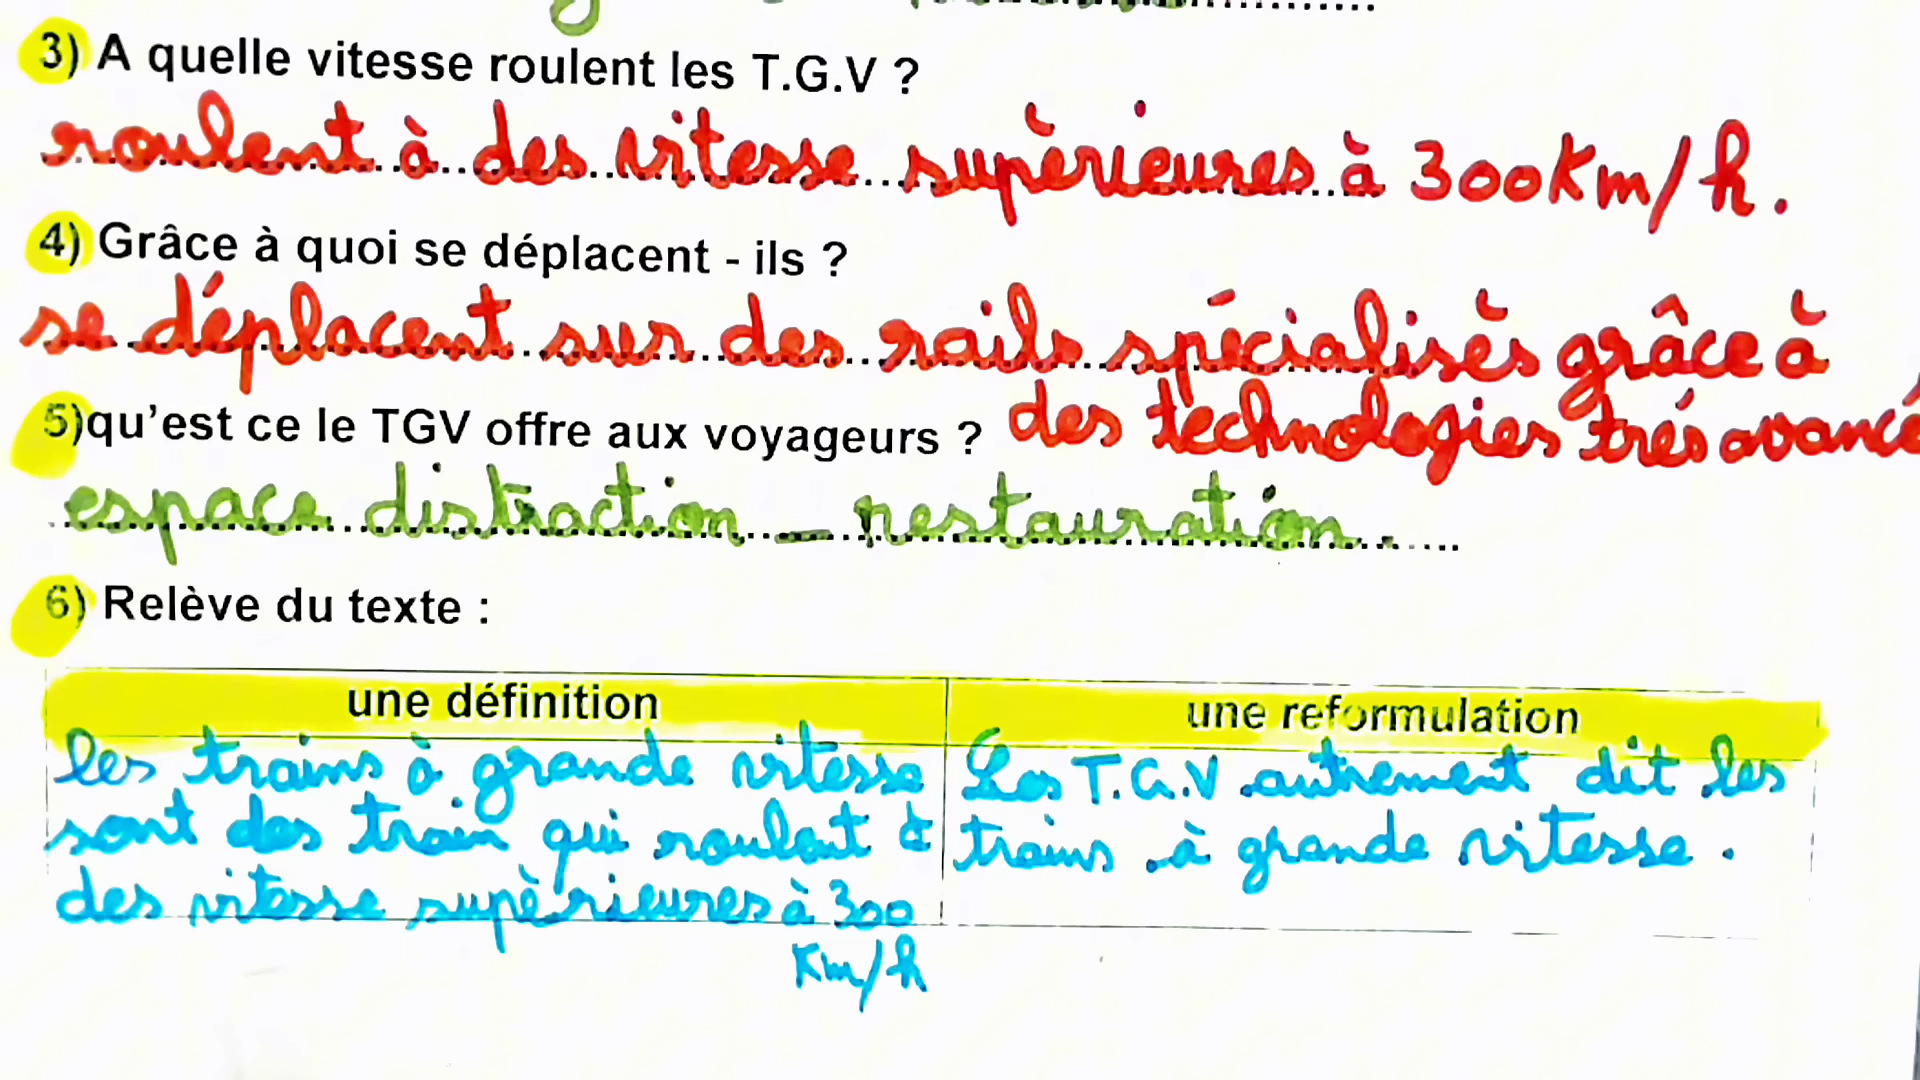 3) A quelle vitesse roulent les T.G.V ?
roulent à des vitesse supèrieures à 300Km/h.
4) Grâce à quoi se déplacent - ils ?
se déplacent sur des rails spécialisès grâce à
des technologies trés avancé
5)qu’est ce le TGV offre aux voyageurs ?
espace distraction _ restauration.
6) Relève du texte :
une définition
une reformulation
les trains à grande vitesse
sont des train qui roulent à
des vitesse supèrieures à 300
Km/h
Les T.G.V autrement dit les
trains à grande vitesse.